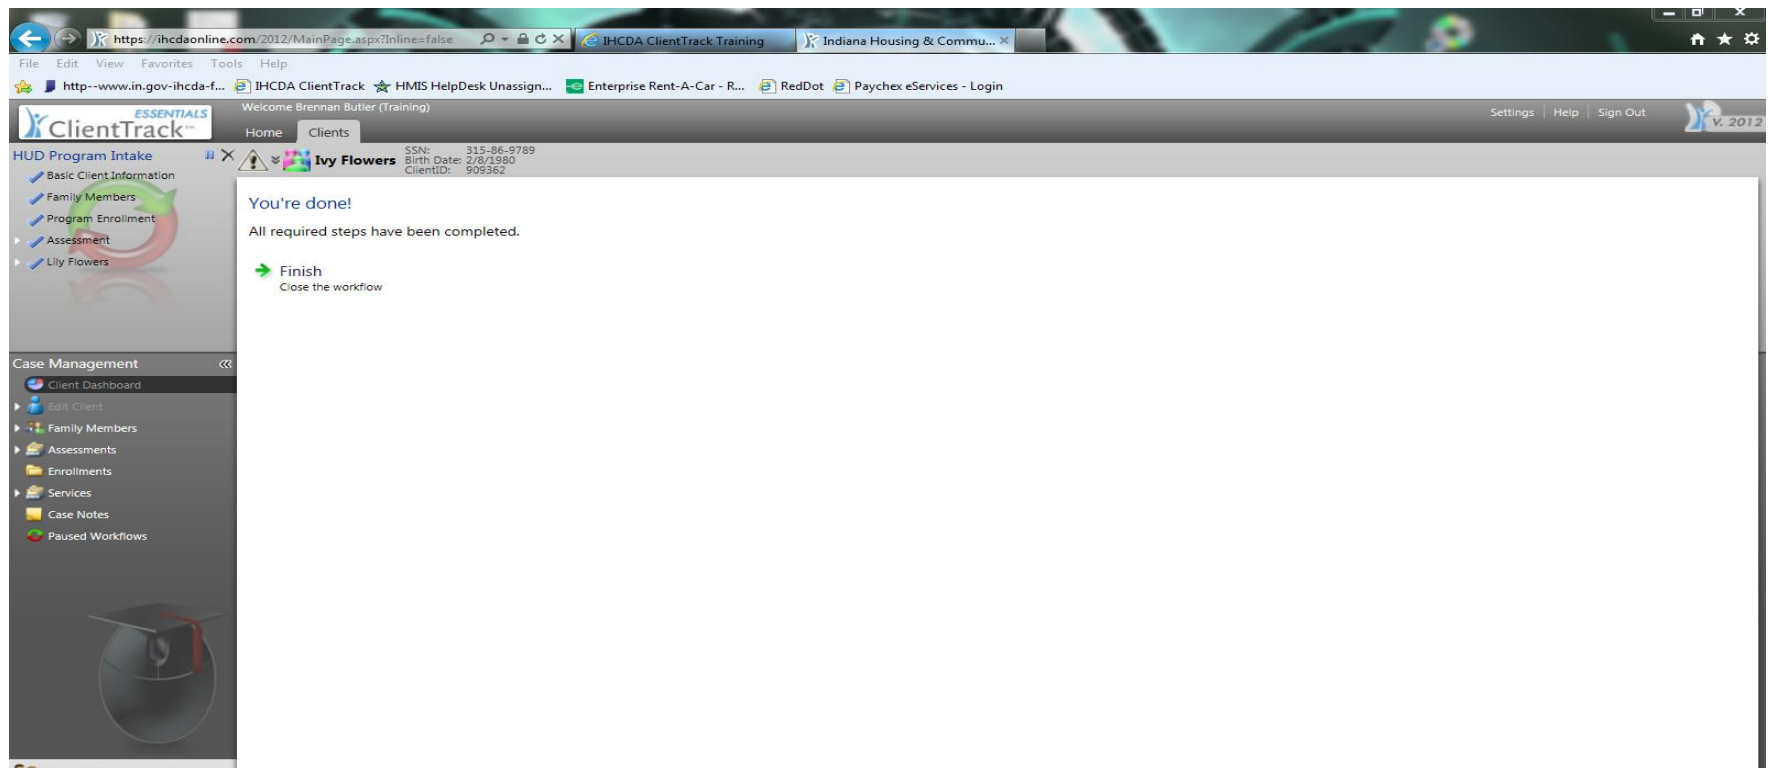 https://ihcdaonline.com/2012/MainPage.aspx?Inline=false
IHCDA ClientTrack Training
Indiana Housing & Commu...
File Edit View Favorites Tools Help
http--www.in.gov-ihcda-f... IHCDA ClientTrack HMIS HelpDesk Unassign... Enterprise Rent-A-Car - R... RedDot Paychex eServices - Login
ESSENTIALS
ClientTrack™
Welcome Brennan Butler (Training)
Home Clients
Settings | Help | Sign Out
V. 2012
HUD Program Intake
Basic Client Information
Family Members
Program Enrollment
Assessment
Lily Flowers
Ivy Flowers
SSN: 315-86-9789
Birth Date: 2/8/1980
ClientID: 909362
You're done!
All required steps have been completed.
Finish
Close the workflow
Case Management
Client Dashboard
Edit Client
Family Members
Assessments
Enrollments
Services
Case Notes
Paused Workflows